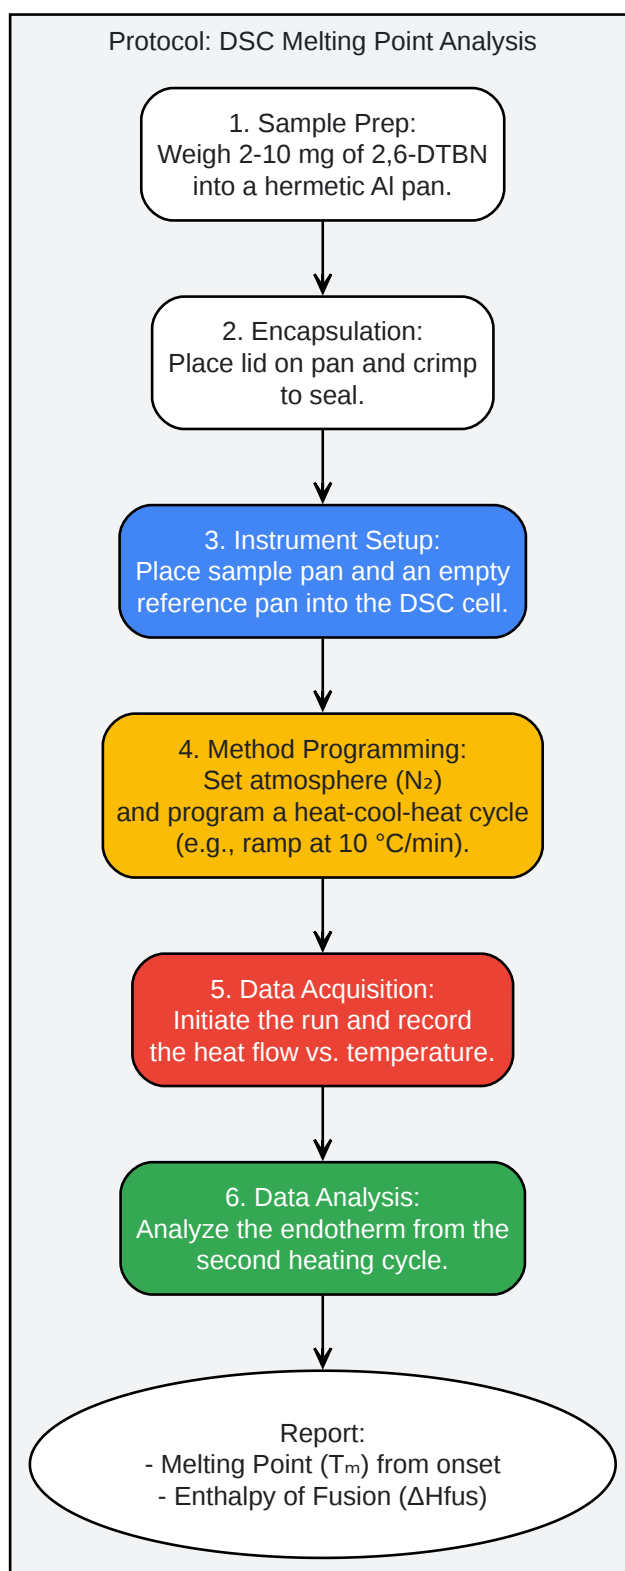 Protocol: DSC Melting Point Analysis
1. Sample Prep:
Weigh 2-10 mg of 2,6-DTBN
into a hermetic Al pan.
2. Encapsulation:
Place lid on pan and crimp
to seal.
3. Instrument Setup:
Place sample pan and an empty
reference pan into the DSC cell.
4. Method Programming:
Set atmosphere (N₂)
and program a heat-cool-heat cycle
(e.g., ramp at 10 °C/min).
5. Data Acquisition:
Initiate the run and record
the heat flow vs. temperature.
6. Data Analysis:
Analyze the endotherm from the
second heating cycle.
Report:
- Melting Point (Tₘ) from onset
- Enthalpy of Fusion (ΔHfus)